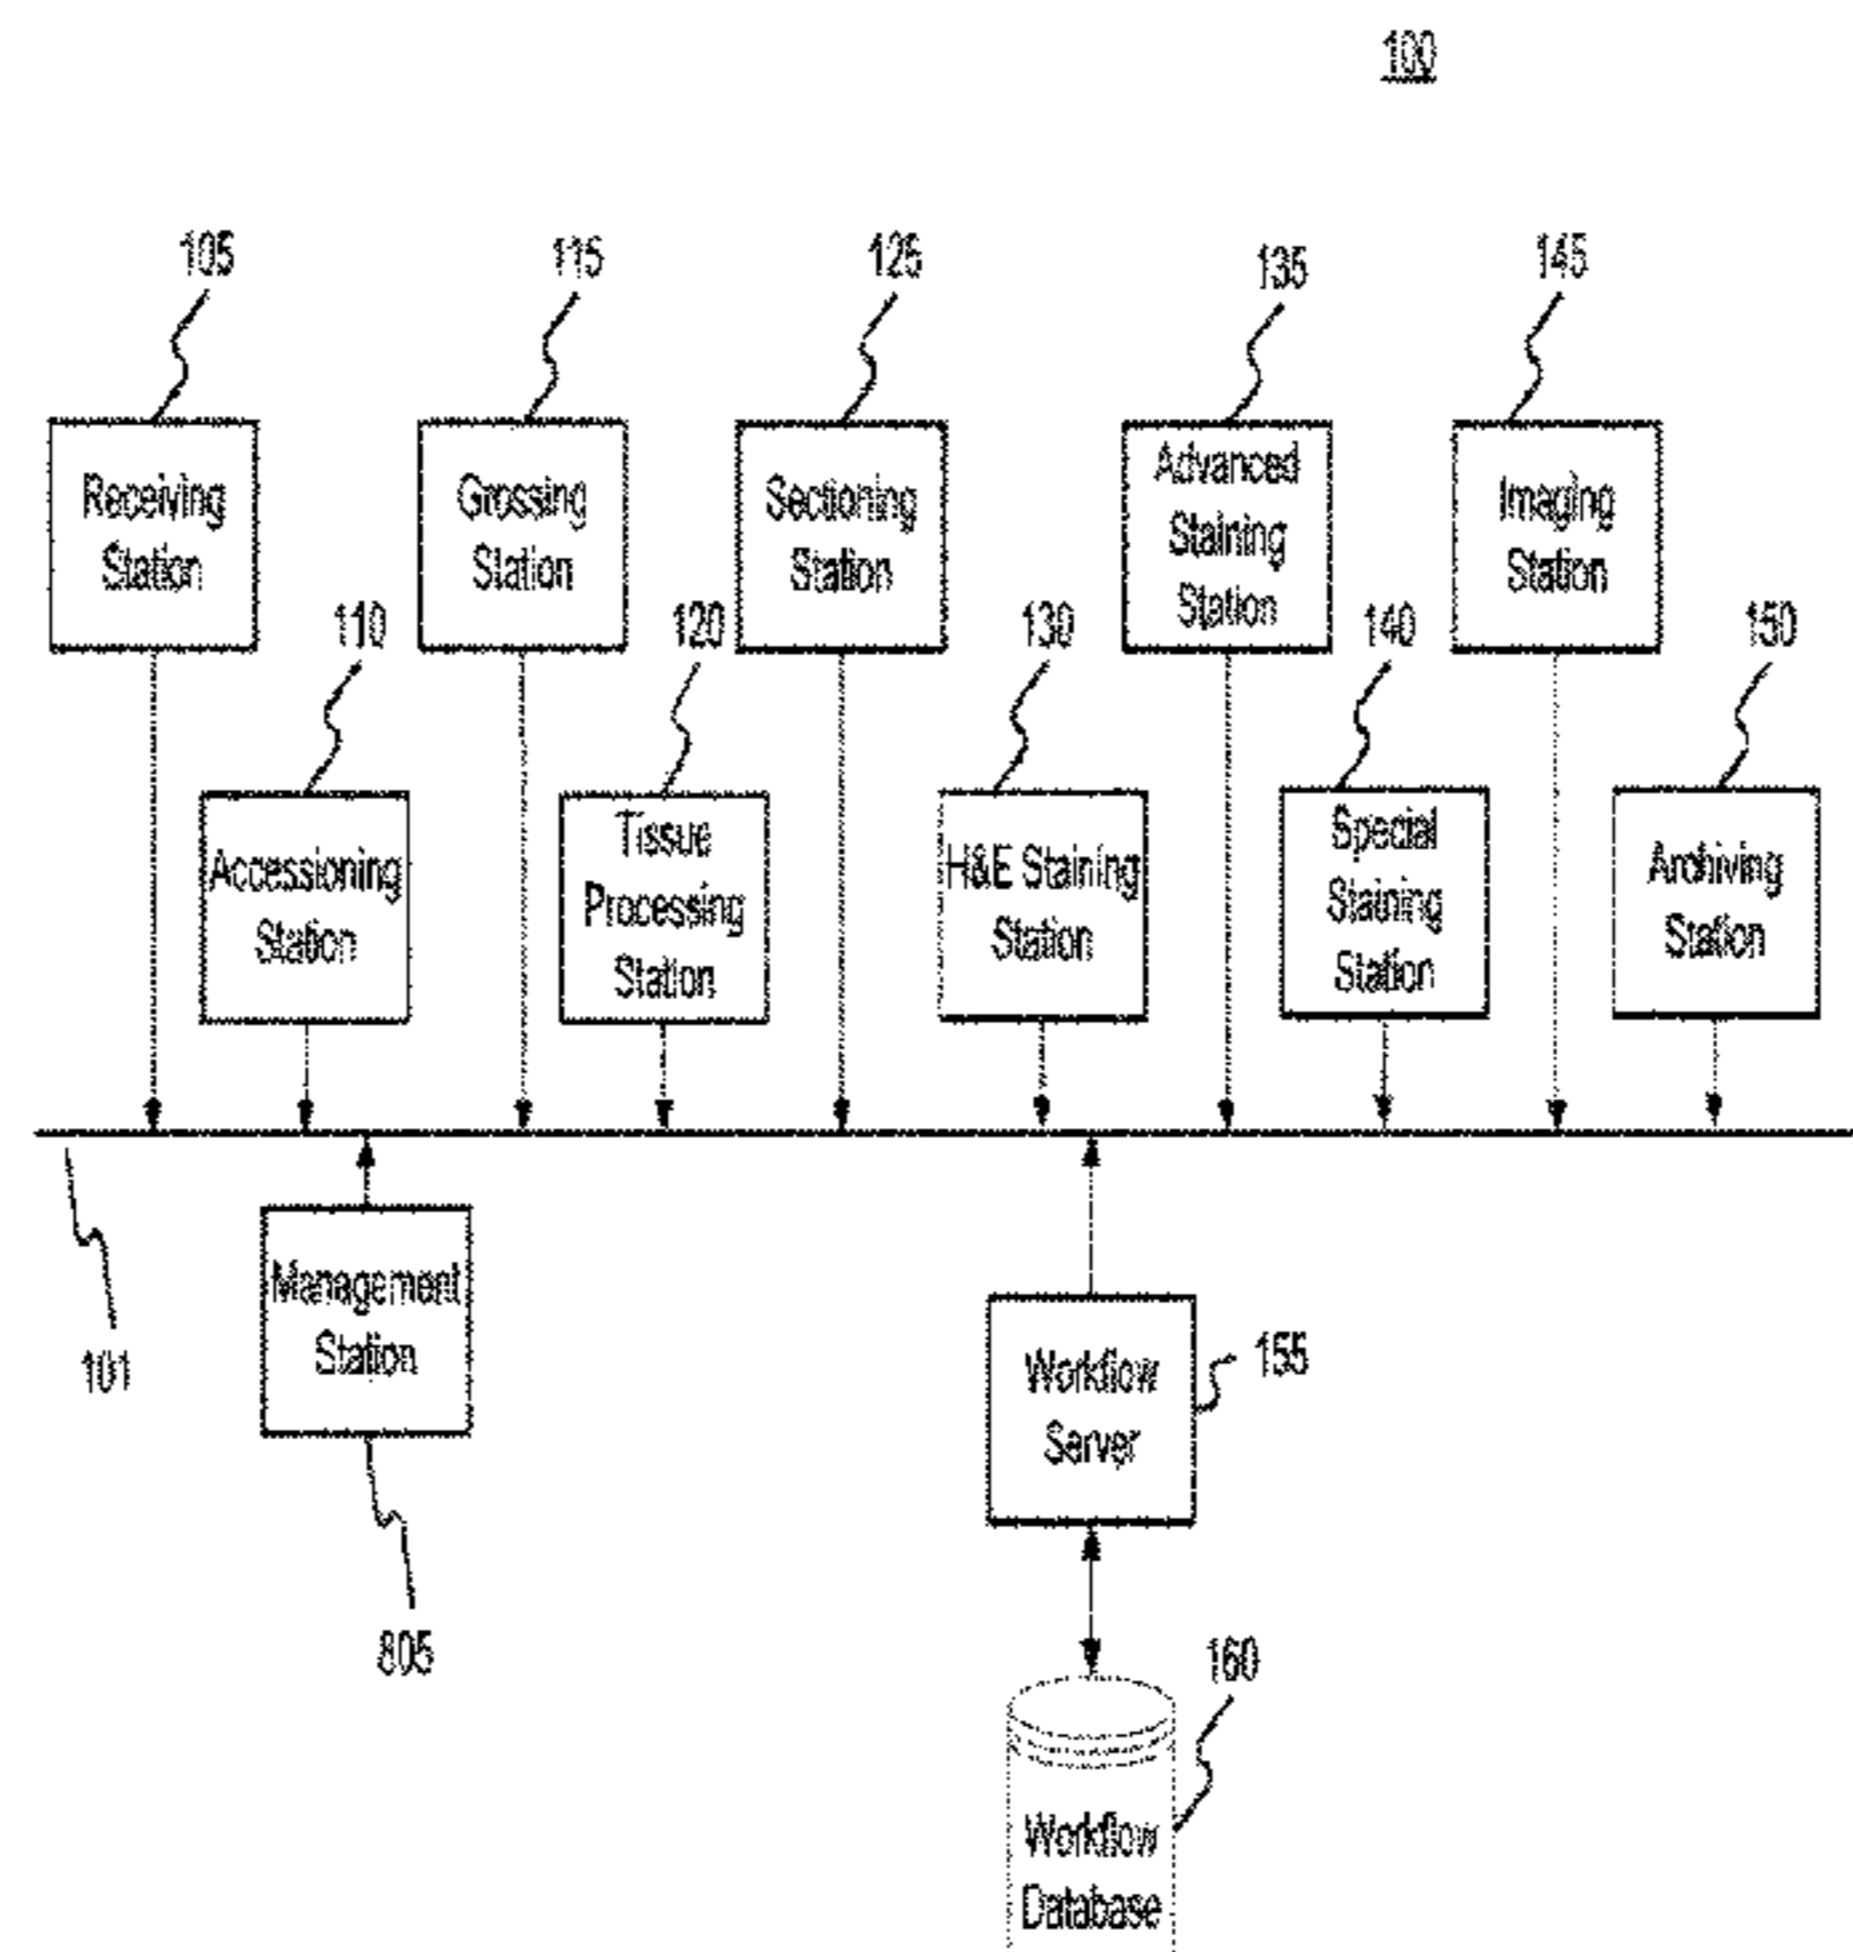 100
105
115
125
135
145
Receiving
Station
Grossing
Station
Sectioning
Station
Advanced
Staining
Station
Imaging
Station
110
120
130
140
150
Accessioning
Station
Tissue
Processing
Station
H&E Staining
Station
Special
Staining
Station
Archiving
Station
101
Management
Station
805
Workflow
Server
155
160
Workflow
Database